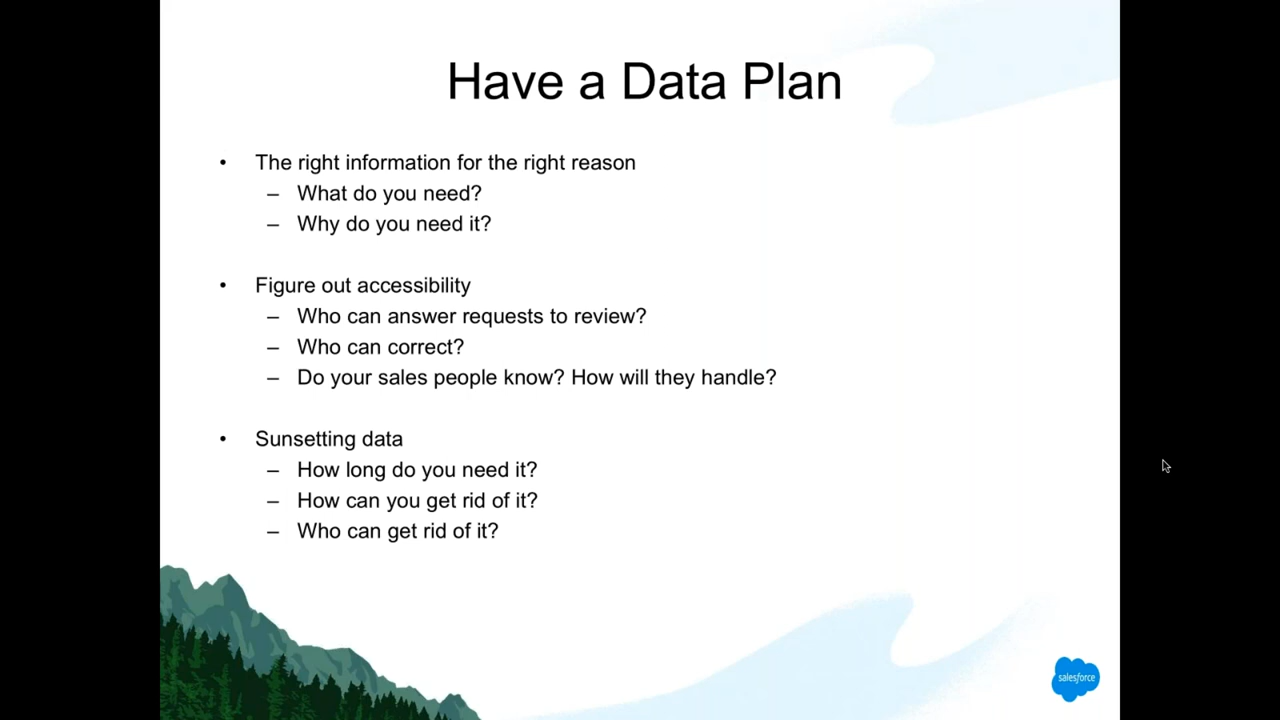 Have a Data Plan
• The right information for the right reason
– What do you need?
– Why do you need it?
• Figure out accessibility
– Who can answer requests to review?
– Who can correct?
– Do your sales people know? How will they handle?
• Sunsetting data
– How long do you need it?
– How can you get rid of it?
– Who can get rid of it?
salesforce